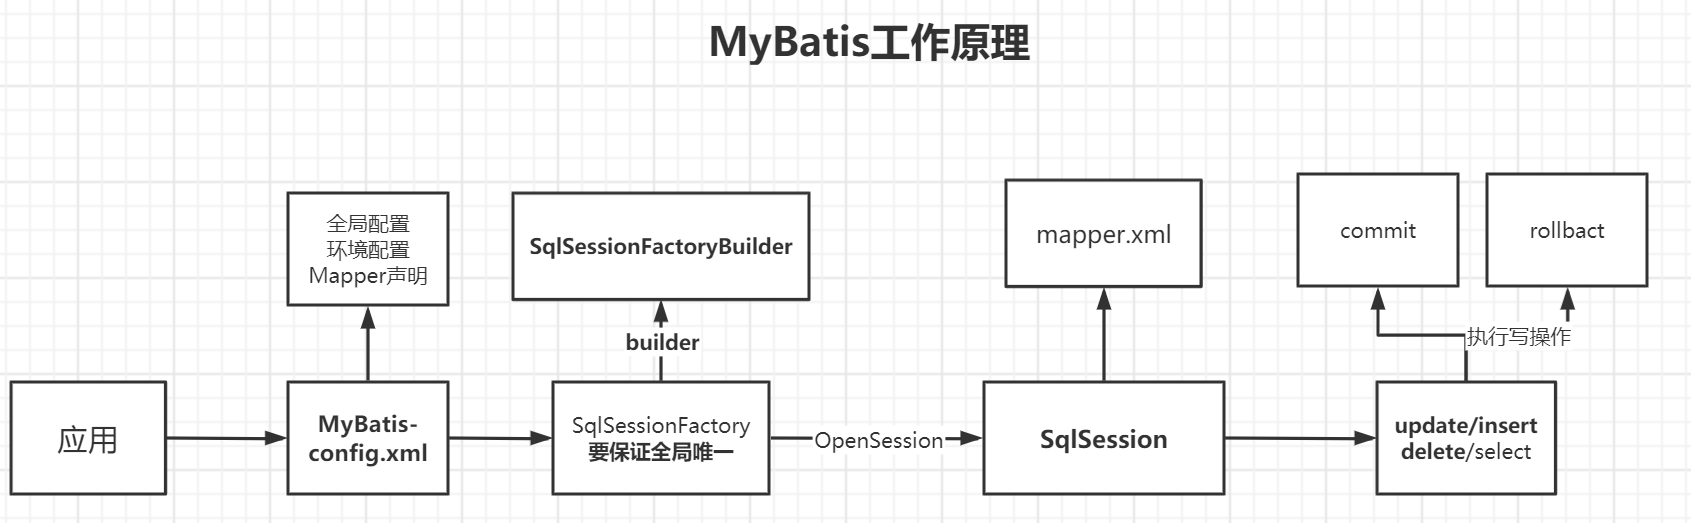 MyBatis工作原理
全局配置
环境配置
Mapper声明
SqlSessionFactoryBuilder
mapper.xml
commit
rollbact
builder
执行写操作
应用
MyBatis-
config.xml
SqlSessionFactory
要保证全局唯一
OpenSession
SqlSession
update/insert
delete/select